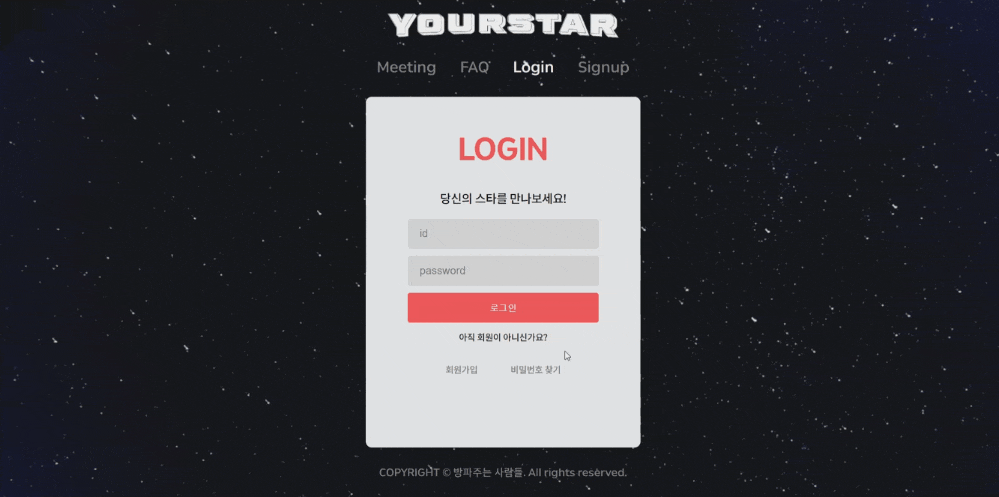 YOURSTAR
Meeting FAQ Login Signup
LOGIN
당신의 스타를 만나보세요!
id
password
로그인
아직 회원이 아니신가요?
회원가입 비밀번호 찾기
COPYRIGHT © 방파주는 사람들. All rights reserved.